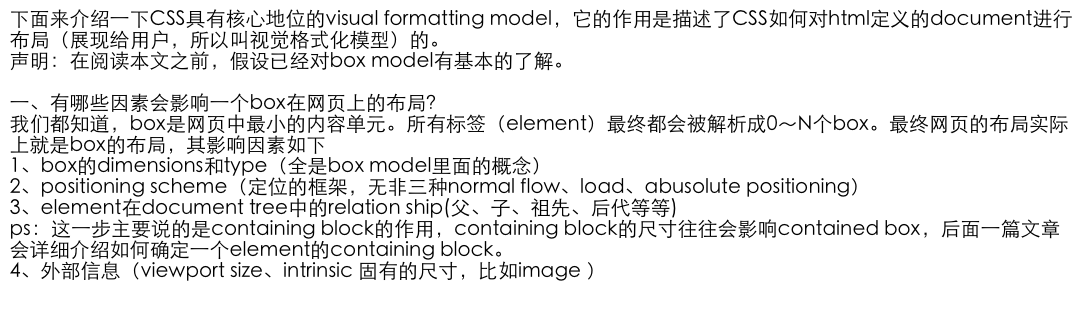 下面来介绍一下CSS具有核心地位的visual formatting model，它的作用是描述了CSS如何对html定义的document进行
布局（展现给用户，所以叫视觉格式化模型）的。
声明：在阅读本文之前，假设已经对box model有基本的了解。
一、有哪些因素会影响一个box在网页上的布局?
我们都知道，box是网页中最小的内容单元。所有标签（element）最终都会被解析成0～N个box。最终网页的布局实际
上就是box的布局，其影响因素如下
1、box的dimensions和type（全是box model里面的概念）
2、positioning scheme（定位的框架，无非三种normal flow、load、abusolute positioning）
3、element在document tree中的relation ship(父、子、祖先、后代等等)
ps：这一步主要说的是containing block的作用，containing block的尺寸往往会影响contained box，后面一篇文章
会详细介绍如何确定一个element的containing block。
4、外部信息（viewport size、intrinsic 固有的尺寸，比如image ）